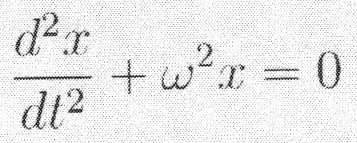 d²x/dt² + ω²x = 0